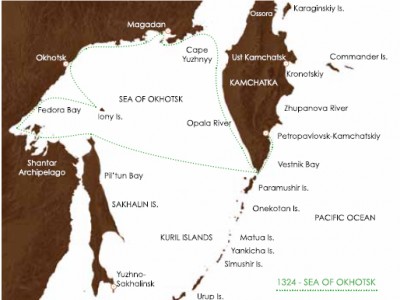 Ossora
Karaginskiy Is.
Magadan
Okhotsk
Cape
Yuzhnyy
Ust Kamchatsk
Commander Is.
Kronotskiy
KAMCHATKA
SEA OF OKHOTSK
Fedora Bay
Iony Is.
Zhupanova River
Opala River
Petropavlovsk-Kamchatskiy
Shantar
Archipelago
Pil'tun Bay
Vestnik Bay
Paramushir Is.
SAKHALIN IS.
Onekotan Is.
PACIFIC OCEAN
KURIL ISLANDS
Matua Is.
Yankicha Is.
Simushir Is.
Yuzhno-
Sakhalinsk
Urup Is.
1324 - SEA OF OKHOTSK